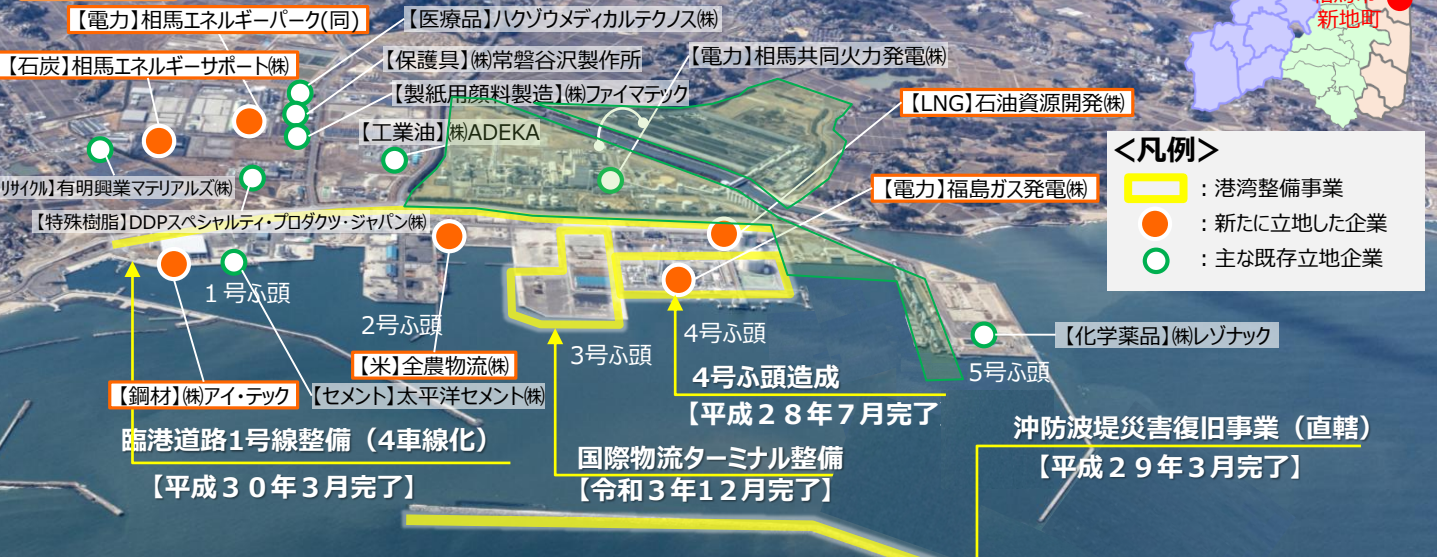 【電力】相馬エネルギーパーク(同)
【医療品】ハクゾウメディカルテクノス㈱
新地町
【石炭】相馬エネルギーサポート㈱
【保護具】㈱常磐谷沢製作所
【電力】相馬共同火力発電㈱
【製紙用顔料製造】㈱ファイマテック
【LNG】石油資源開発㈱
【工業油】㈱ADEKA
<凡例>
：港湾整備事業
：新たに立地した企業
：主な既存立地企業
リサイクル】有明興業マテリアルズ㈱
【電力】福島ガス発電㈱
【特殊樹脂】DDPスペシャルティ・プロダクツ・ジャパン㈱
1号ふ頭
2号ふ頭
3号ふ頭
4号ふ頭
5号ふ頭
【化学薬品】㈱レゾナック
【米】全農物流㈱
【鋼材】㈱アイ・テック
【セメント】太平洋セメント㈱
4号ふ頭造成
【平成２８年７月完了
臨港道路1号線整備（4車線化）
【平成３０年３月完了】
国際物流ターミナル整備
【令和３年12月完了】
沖防波堤災害復旧事業（直轄）
【平成２９年３月完了】